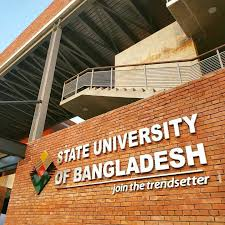 STATE UNIVERSITY
OF BANGLADESH
Join the trendsetter